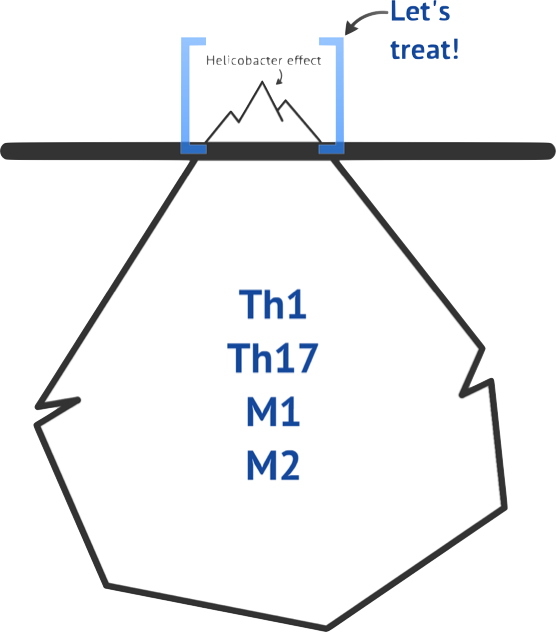 Let's
treat!
Helicobacter effect
Th1
Th17
M1
M2